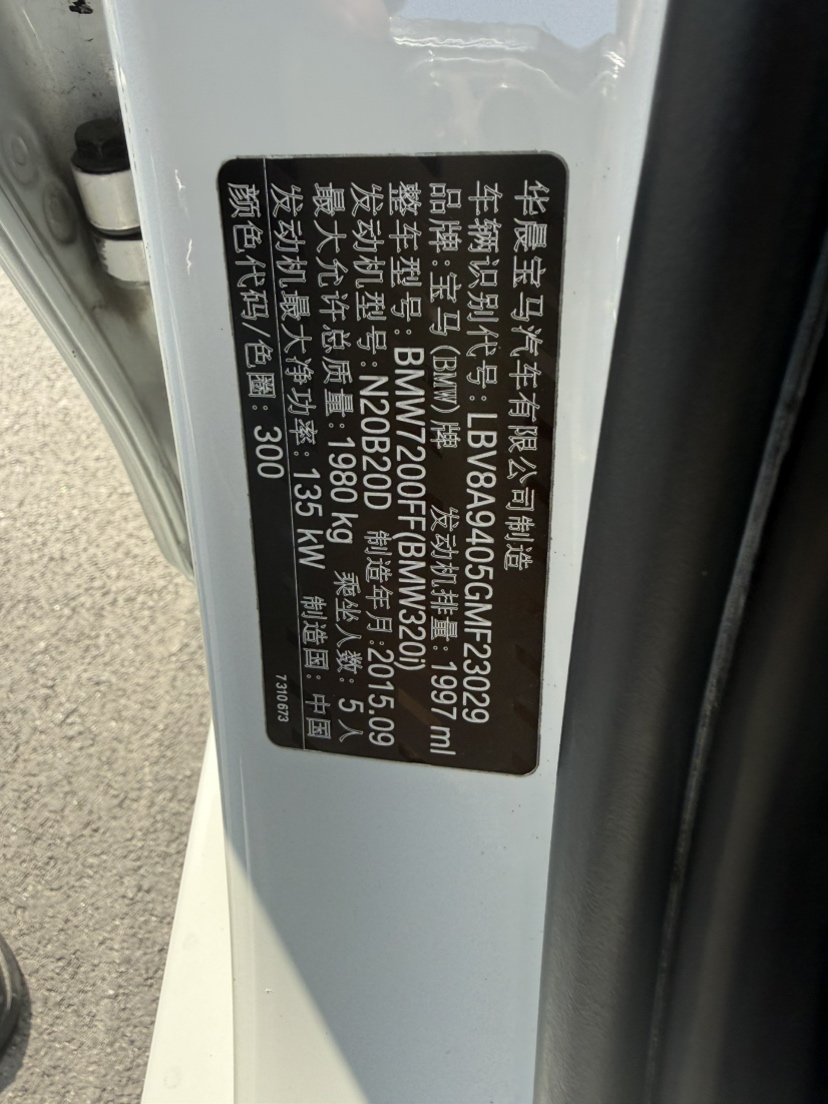 华晨宝马汽车有限公司制造
车辆识别代号: LBV8A9405GMF23029
品牌: 宝马(BMW)牌 发动机排量: 1997 ml
整车型号: BMW7200FF(BMW320i)
发动机型号: N20B20D 制造年月: 2015.09
最大允许总质量: 1980 kg 乘坐人数: 5 人
发动机最大净功率: 135 kW 制造国: 中国
颜色代码/色圈: 300
7 310 673